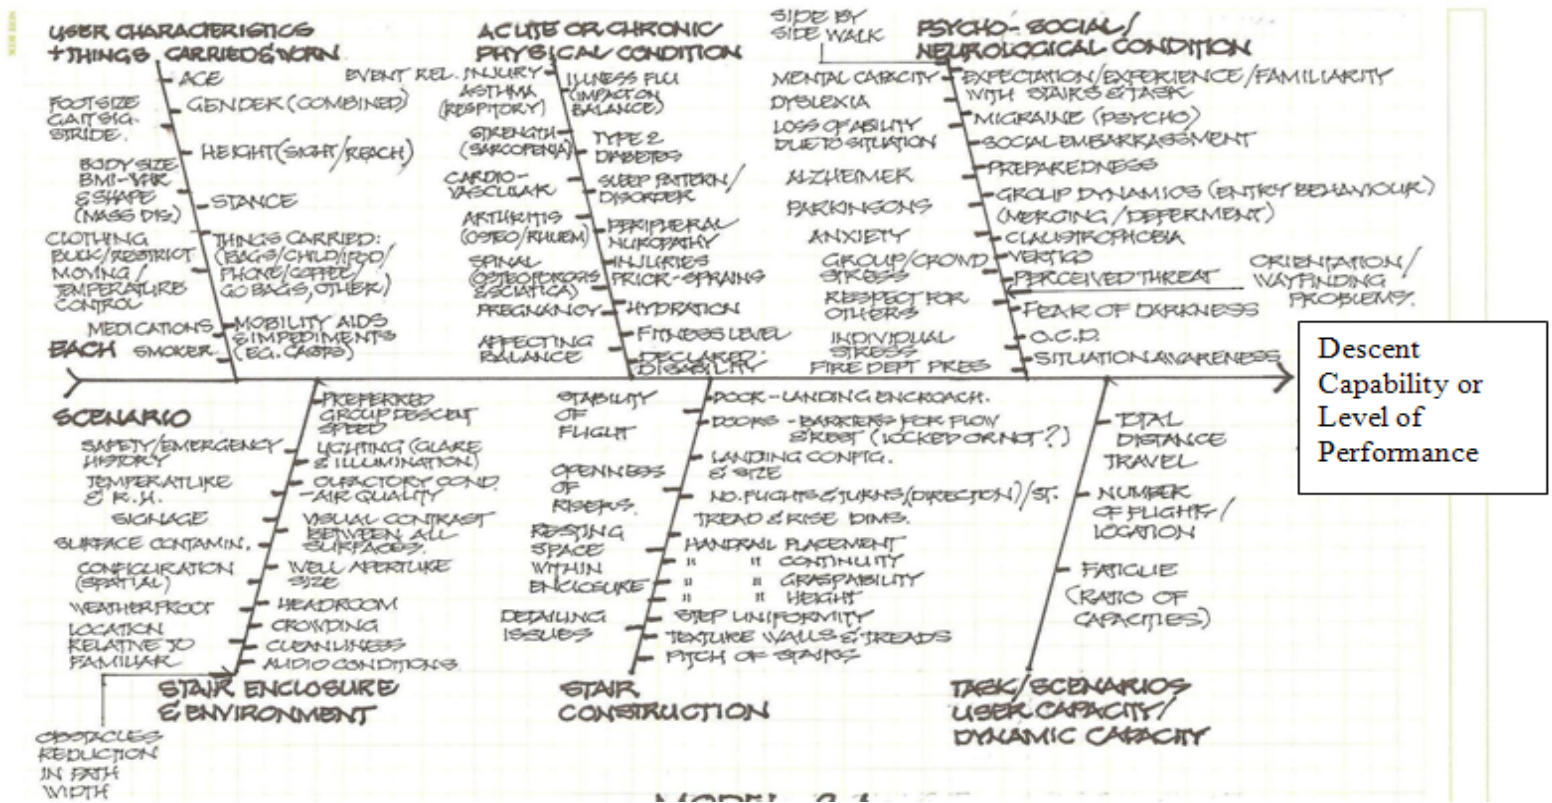 USER CHARACTERISTICS
+ THINGS CARRIED & WORN
AGE
FOOT SIZE
GAIT SIG-
STRIDE.
GENDER (COMBINED)
HEIGHT (SIGHT/REACH)
BODY SIZE
BMI-
& SHAPE
(MASS DIS.)
STANCE
CLOTHING
BULK/RESTRICT
MOVING/
TEMPERATURE
CONTROL
THINGS CARRIED:
(BAGS/CHILD/IPOD/
PHONE/COFFEE/
GO BAGS, OTHER)
MEDICATIONS
MOBILITY AIDS
& IMPEDIMENTS
(EG. CASTS)
EACH SMOKER
ACUTE OR CHRONIC
PHYSICAL CONDITION
EVENT REL. INJURY
ASTHMA
(RESPITORY)
ILLNESS FLU
(IMPACT ON
BALANCE)
STRENGTH
(SARCOPENIA)
TYPE 2
DIABETES
CARDIO-
VASCULAR
SLEEP PATTERN/
DISORDER
ARTHRITIS
(OSTEO/RHUEM)
PERIPHERAL
NUROPATHY
SPINAL
(OSTEOPOROSIS
& SCIATICA)
INJURIES
PRIOR-SPRAINS
PREGNANCY
HYDRATION
AFFECTING
BALANCE
FITNESS LEVEL
DECLARED
DISABILITY
SIDE BY
SIDE WALK
PSYCHO-SOCIAL/
NEUROLOGICAL CONDITION
MENTAL CAPACITY
EXPECTATION/EXPERIENCE/FAMILIARITY
WITH STAIRS & TASK
DYSLEXIA
MIGRAINE (PSYCHO)
LOSS OF ABILITY
DUE TO SITUATION
SOCIAL EMBARRASSMENT
PREPAREDNESS
ALZHEIMER
GROUP DYNAMICS (ENTRY BEHAVIOUR)
(MERGING/DEFERMENT)
PARKINSONS
ANXIETY
CLAUSTROPHOBIA
GROUP/CROWD
STRESS
VERTIGO
PERCEIVED THREAT
ORIENTATION/
WAYFINDING
PROBLEMS.
RESPECT FOR
OTHERS
FEAR OF DARKNESS
INDIVIDUAL
STRESS
O.C.D.
FIRE DEPT PRES
SITUATION AWARENESS
Descent
Capability or
Level of
Performance
SCENARIO
PREFERRED
GROUP DESCENT
SPEED
SAFETY/EMERGENCY
HISTORY
LIGHTING (GLARE
& ILLUMINATION)
TEMPERATURE
& R.H.
OLFACTORY COND.
-AIR QUALITY
SIGNAGE
VISUAL CONTRAST
BETWEEN ALL
SURFACES.
SURFACE CONTAMIN.
CONFIGURATION
(SPATIAL)
WELL APERTURE
SIZE
WEATHERPROOF
HEADROOM
LOCATION
RELATIVE TO
FAMILIAR
CROWDING
CLEANLINESS
AUDIO CONDITIONS
STAIR ENCLOSURE
& ENVIRONMENT
OBSTACLES
REDUCTION
IN PATH
WIDTH
STABILITY
OF
FLIGHT
DOOR-LANDING ENCROACH.
DOORS - BARRIERS FOR FLOW
& REST (LOCKED OR NOT?)
OPENNESS
OF
RISERS.
LANDING CONFIG.
& SIZE
NO. FLIGHTS & TURNS (DIRECTION)/ST.
TREAD & RISE DIMS.
RESTING
SPACE
WITHIN
ENCLOSURE
HANDRAIL PLACEMENT
" " CONTINUITY
" " GRASPABILITY
" " HEIGHT
DETAILING
ISSUES
STEP UNIFORMITY
TEXTURE WALLS & TREADS
PITCH OF STAIRS
STAIR
CONSTRUCTION
TOTAL
DISTANCE
TRAVEL
NUMBER
OF FLIGHTS/
LOCATION
FATIGUE
(RATIO OF
CAPACITIES)
TASK/SCENARIOS
USER CAPACITY/
DYNAMIC CAPACITY